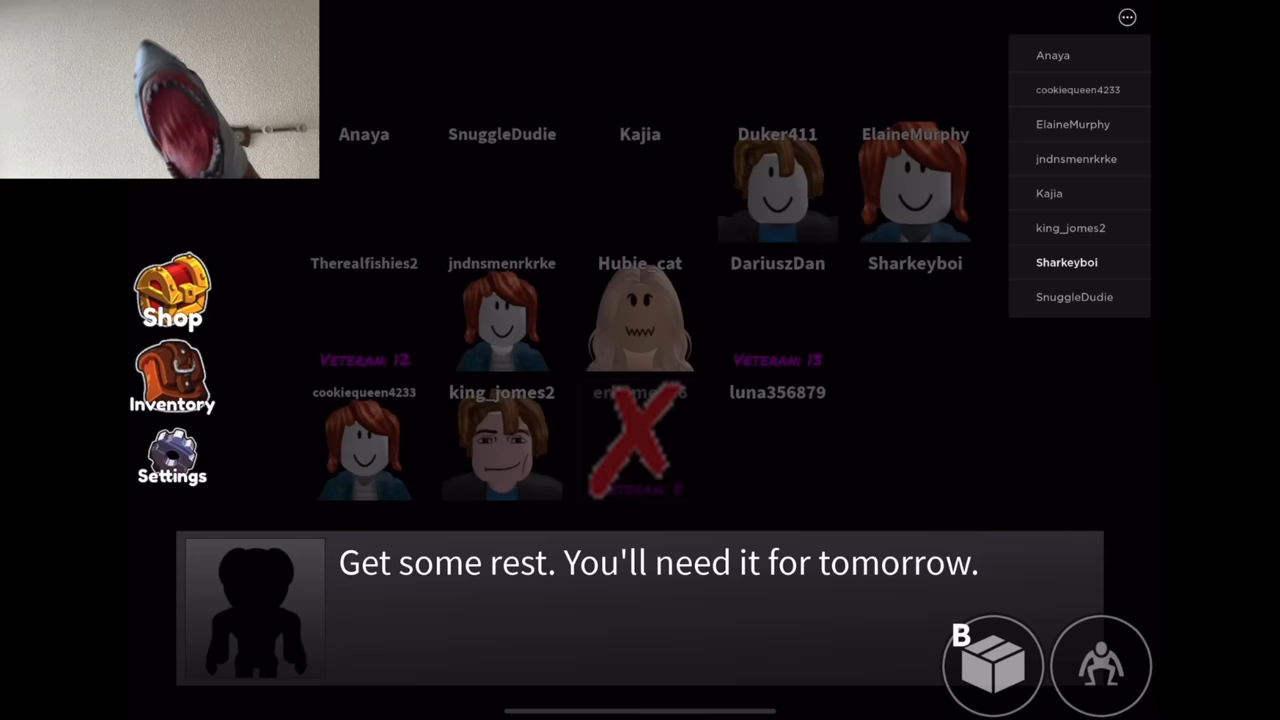 Anaya
SnuggleDudie
Kajia
Duker411
ElaineMurphy
Therealfishies2
jndnsmenrkrke
Hubie_cat
DariuszDan
Sharkeyboi
VETERAN: 12
VETERAN: 13
cookiequeen4233
king_jomes2
luna356879
Shop
Inventory
Settings
Anaya
cookiequeen4233
ElaineMurphy
jndnsmenrkrke
Kajia
king_jomes2
Sharkeyboi
SnuggleDudie
Get some rest. You'll need it for tomorrow.
B